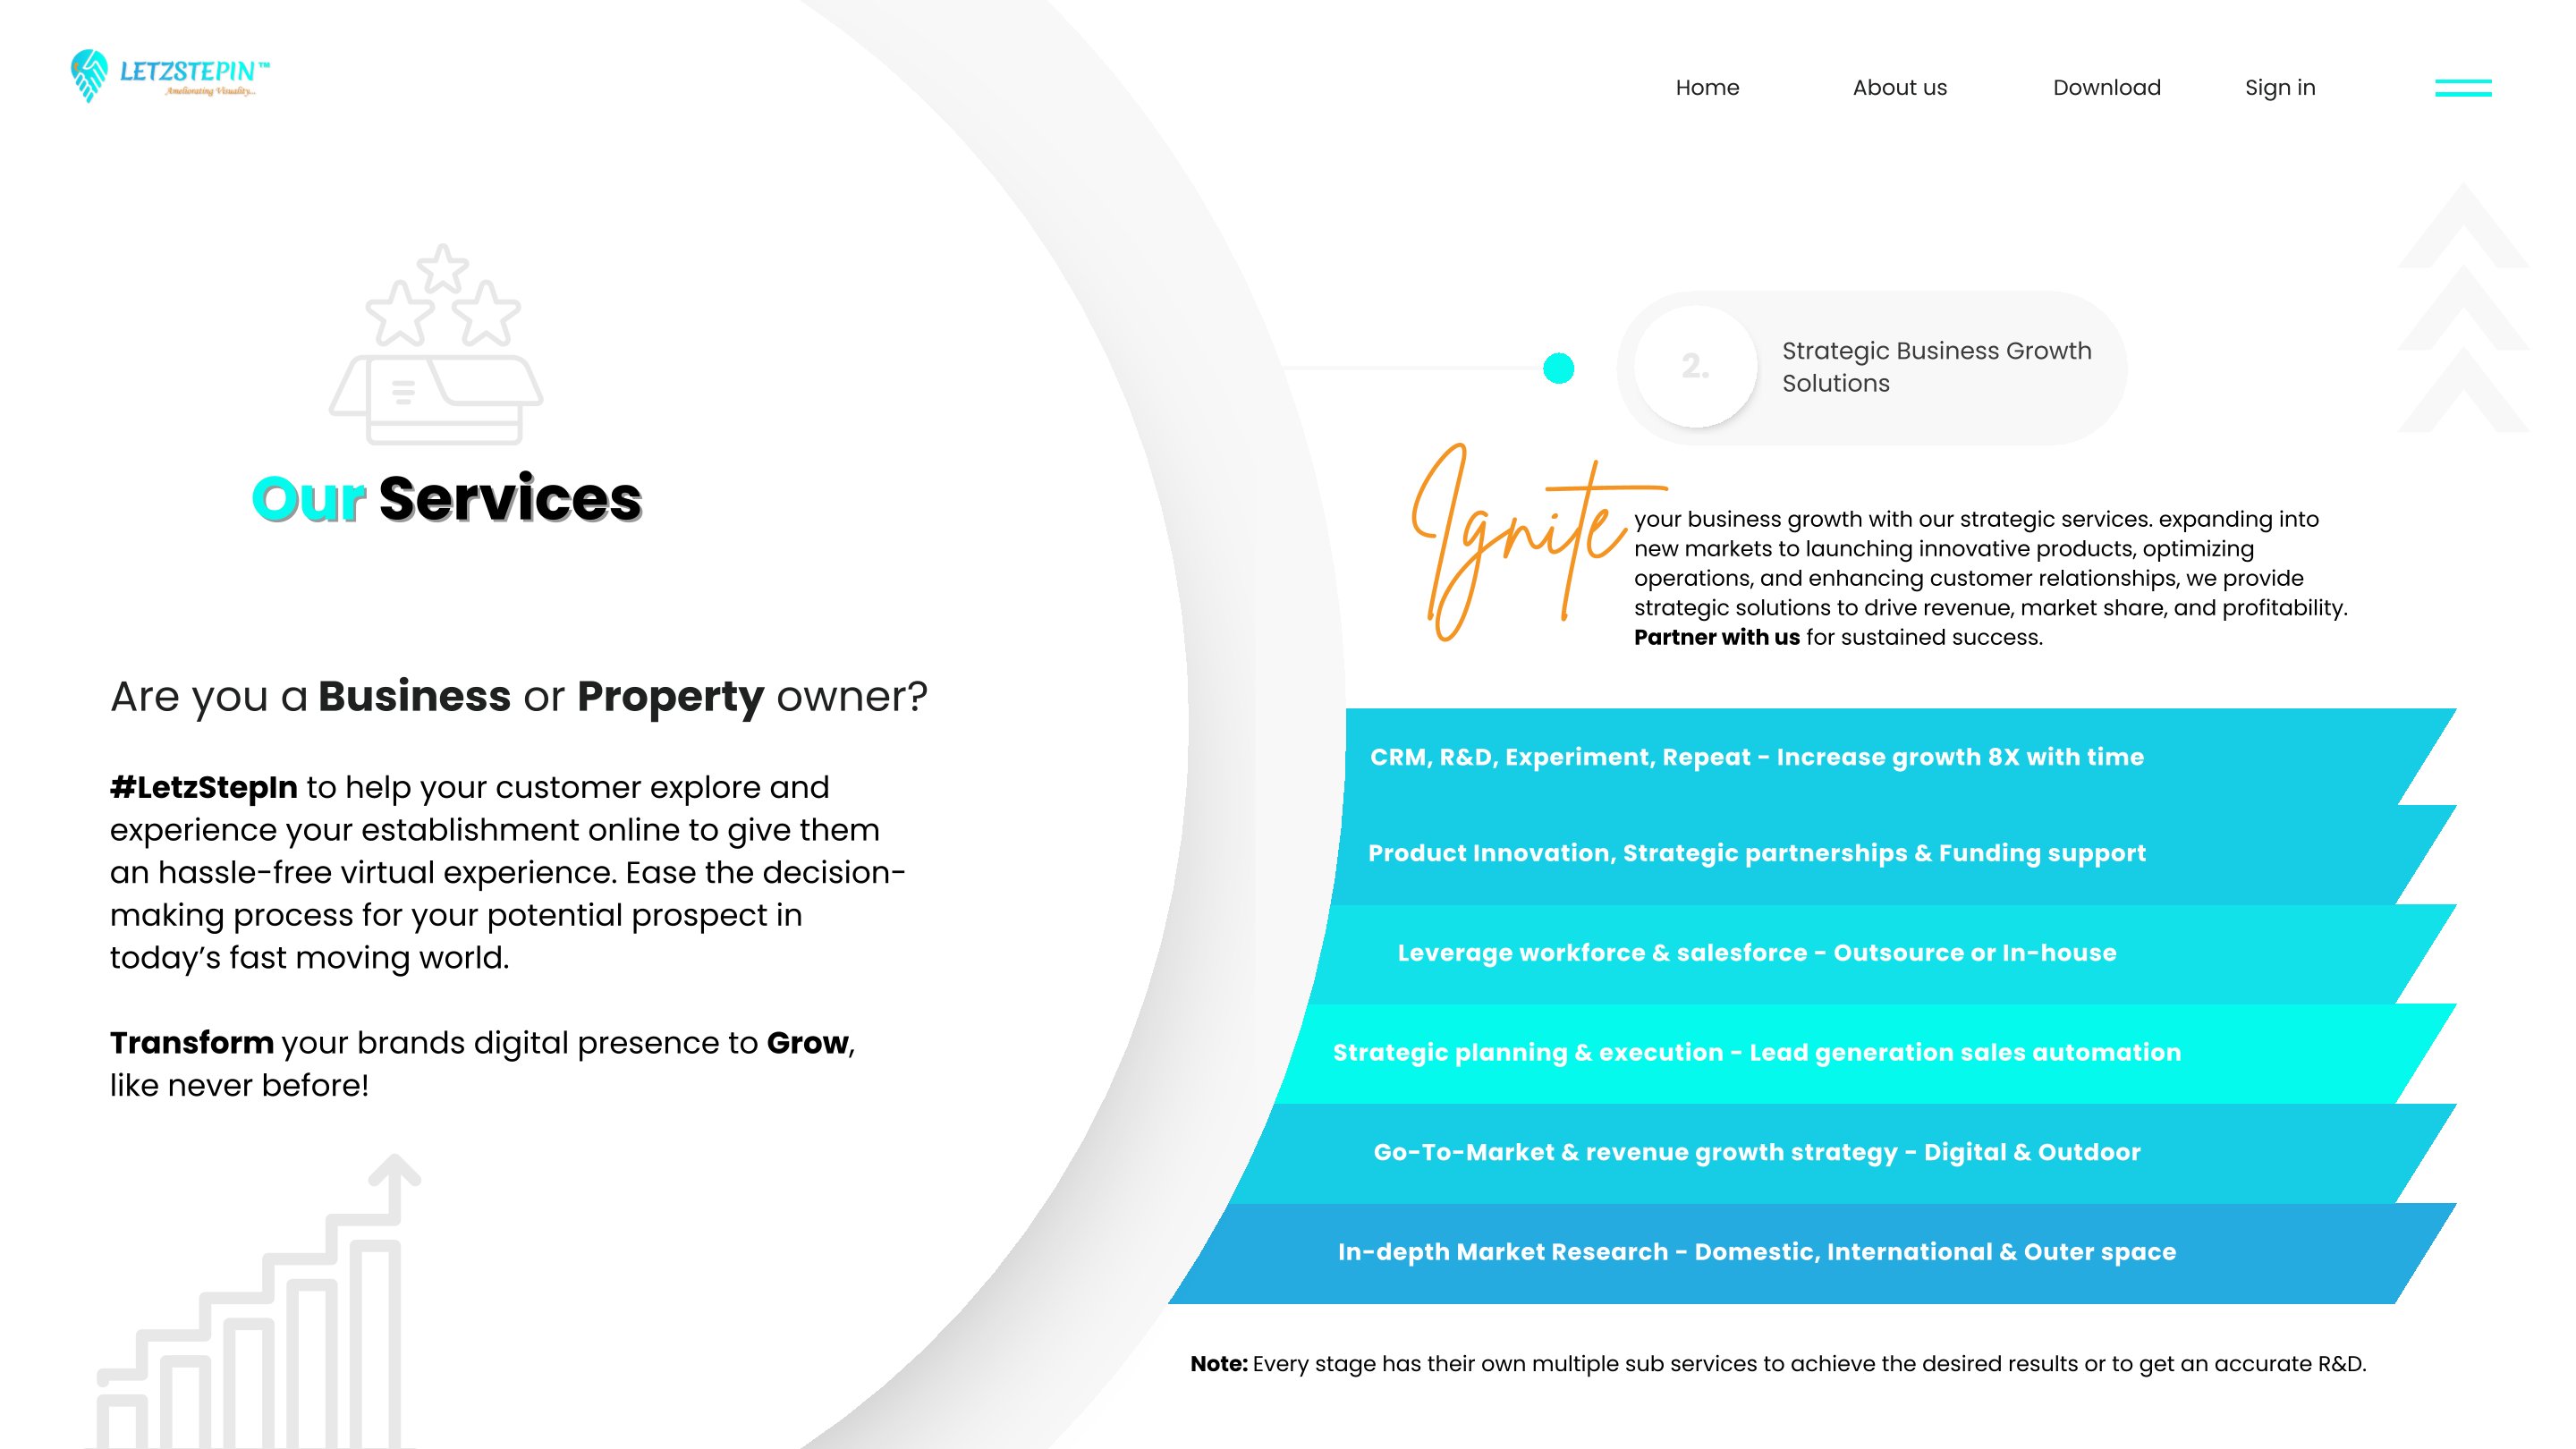 LETZSTEPIN™
Ameliorating Visuality...
Home
About us
Download
Sign in
Our Services
Are you a Business or Property owner?
#LetzStepIn to help your customer explore and
experience your establishment online to give them
an hassle-free virtual experience. Ease the decision-
making process for your potential prospect in
today's fast moving world.
Transform your brands digital presence to Grow,
like never before!
2.
Strategic Business Growth
Solutions
Ignite
your business growth with our strategic services. expanding into
new markets to launching innovative products, optimizing
operations, and enhancing customer relationships, we provide
strategic solutions to drive revenue, market share, and profitability.
Partner with us for sustained success.
CRM, R&D, Experiment, Repeat - Increase growth 8X with time
Product Innovation, Strategic partnerships & Funding support
Leverage workforce & salesforce - Outsource or In-house
Strategic planning & execution - Lead generation sales automation
Go-To-Market & revenue growth strategy - Digital & Outdoor
In-depth Market Research - Domestic, International & Outer space
Note: Every stage has their own multiple sub services to achieve the desired results or to get an accurate R&D.